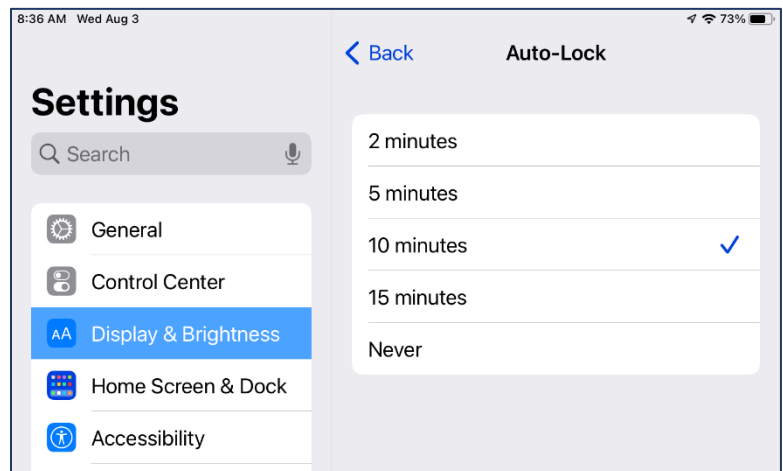 8:36 AM Wed Aug 3
73%
Settings
Search
General
Control Center
AA Display & Brightness
Home Screen & Dock
Accessibility
Back Auto-Lock
2 minutes
5 minutes
10 minutes
15 minutes
Never